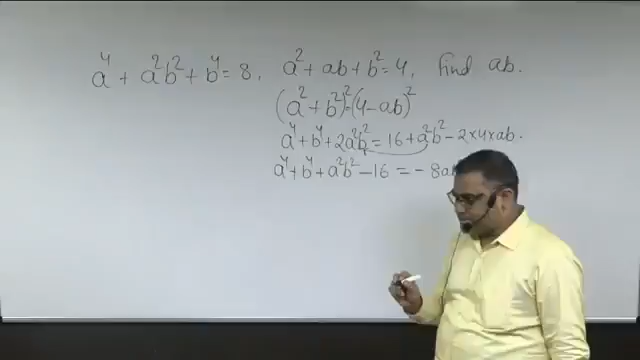 a⁴ + a²b² + b⁴ = 8, a² + ab + b² = 4, find ab.
(a² + b²)² = (4 - ab)²
a⁴ + b⁴ + 2a²b² = 16 + a²b² - 2×4×ab.
a⁴ + b⁴ + a²b² - 16 = - 8a